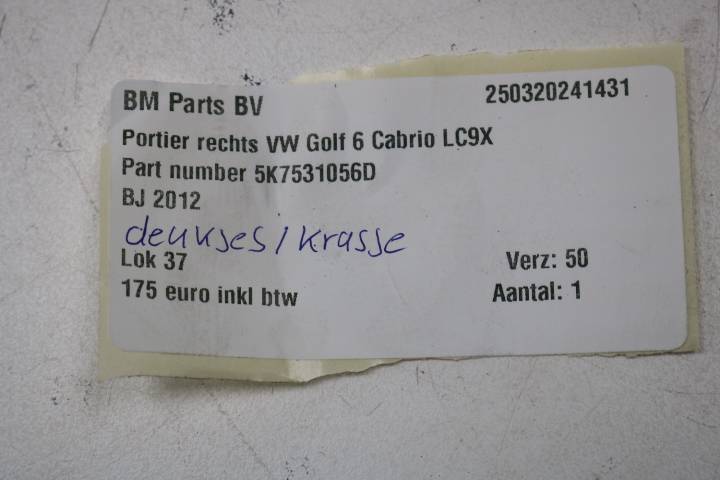 BM Parts BV 250320241431
Portier rechts VW Golf 6 Cabrio LC9X
Part number 5K7531056D
BJ 2012
deukjes / krasje
Lok 37 Verz: 50
175 euro inkl btw Aantal: 1